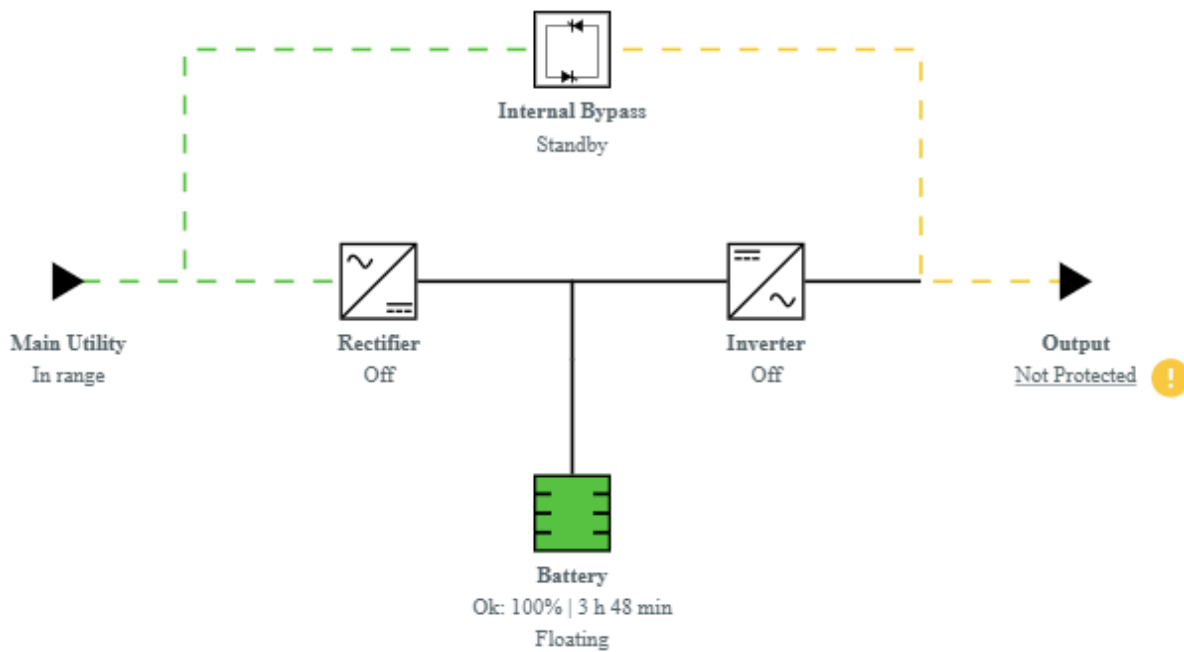 Internal Bypass
Standby
Main Utility
In range
Rectifier
Off
Inverter
Off
Output
Not Protected
Battery
Ok: 100% | 3 h 48 min
Floating